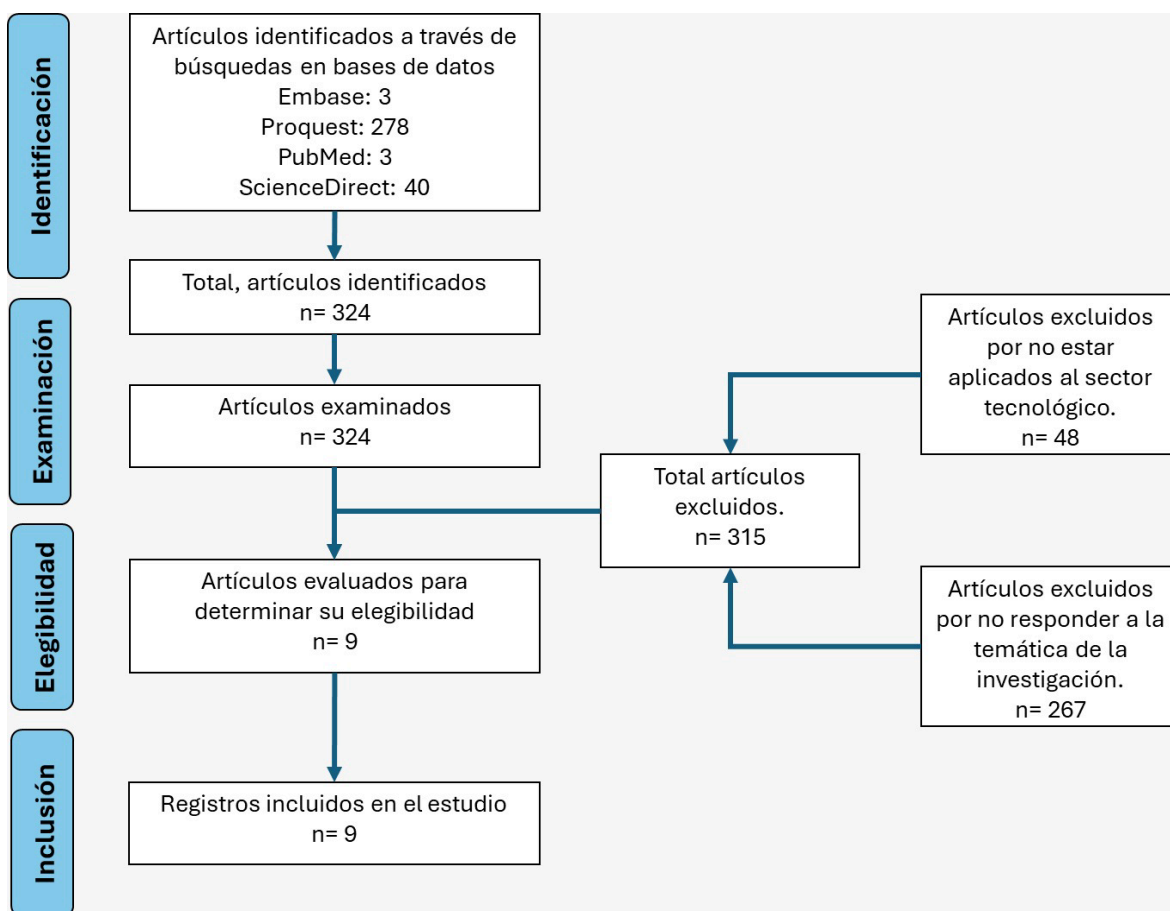 Identificación
Artículos identificados a través de
búsquedas en bases de datos
Embase: 3
Proquest: 278
PubMed: 3
ScienceDirect: 40
Total, artículos identificados
n= 324
Examinación
Artículos examinados
n= 324
Artículos excluidos
por no estar
aplicados al sector
tecnológico.
n= 48
Total artículos
excluidos.
n= 315
Artículos excluidos
por no responder a la
temática de la
investigación.
n= 267
Elegibilidad
Artículos evaluados para
determinar su elegibilidad
n= 9
Inclusión
Registros incluidos en el estudio
n= 9